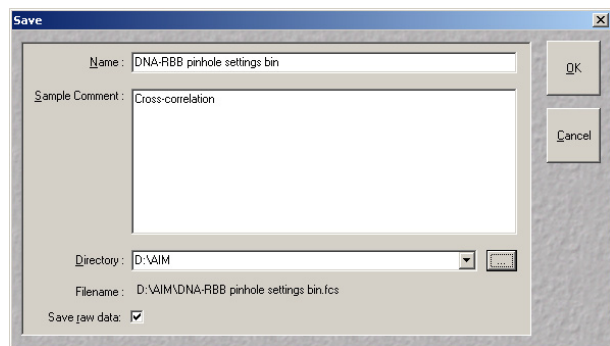 Save
Name : DNA-RBB pinhole settings bin
OK
Sample Comment : Cross-correlation
Cancel
Directory : D:\AIM ...
Filename : D:\AIM\DNA-RBB pinhole settings bin.fcs
Save raw data: